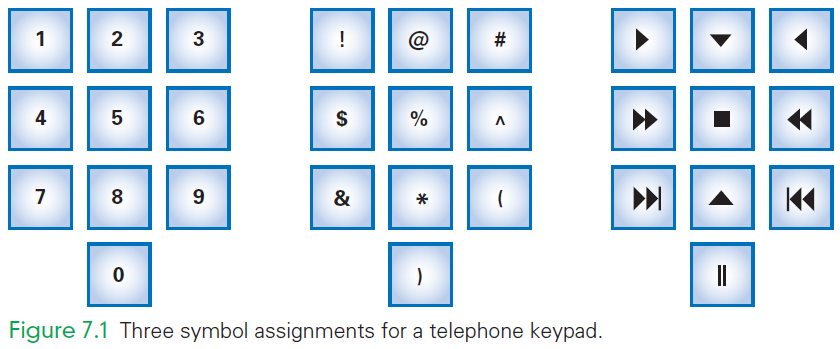 1 2 3 ! @ # ▶ ▼ ◀
4 5 6 $ % ^ ▶▶ ■ ◀◀
7 8 9 & * ( ▶▶| ▲ |◀◀
0 ) ||
Figure 7.1 Three symbol assignments for a telephone keypad.